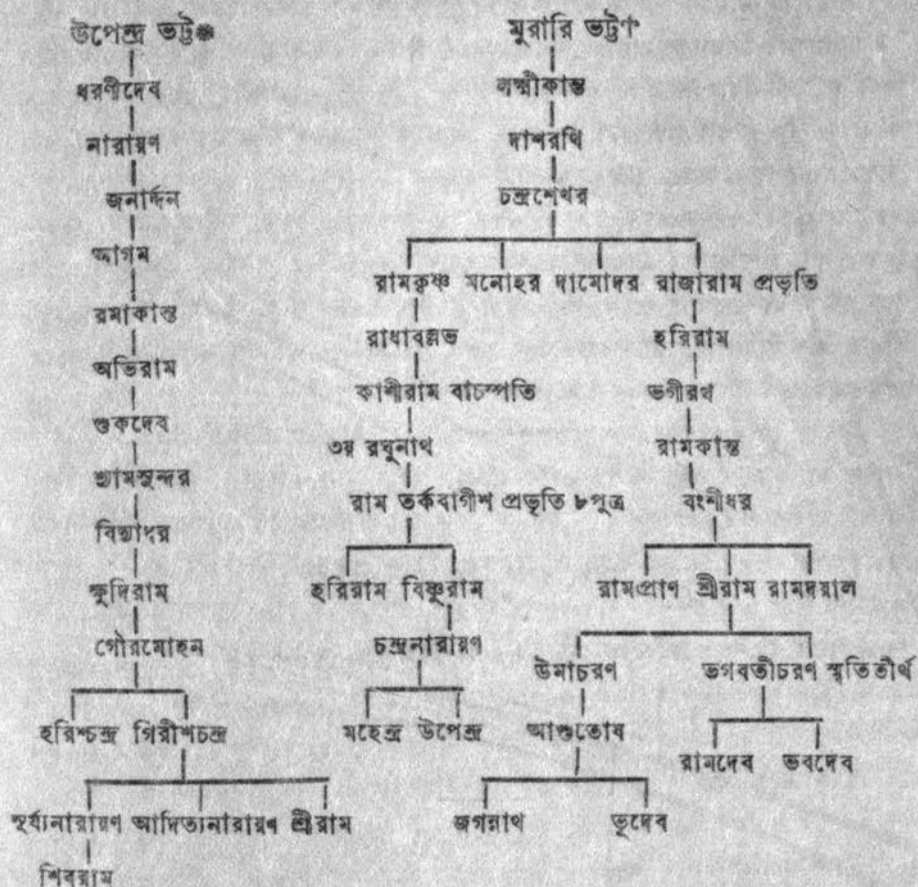 উপেন্দ্র ভট্ট* মুরারি ভট্ট†
ধরণীদেব লক্ষ্মীকান্ত
নারায়ণ দাশরথি
জনার্দ্দন চন্দ্রশেখর
আগম
রামকৃষ্ণ মনোহর দামোদর রাজারাম প্রভৃতি
রমাকান্ত রাধাবল্লভ হরিরাম
অভিরাম কাশীরাম বাচস্পতি ভগীরথ
শুকদেব ৩য় রঘুনাথ রামকান্ত
শ্যামসুন্দর রাম তর্কবাগীশ প্রভৃতি ৮পুত্র বংশীধর
বিদ্যাধর
ক্ষুদিরাম হরিরাম বিষ্ণুরাম রামপ্রাণ শ্রীরাম রামদয়াল
গৌরমোহন চন্দ্রনারায়ণ উমাচরণ ভগবতীচরণ স্মৃতিতীর্থ
হরিশ্চন্দ্র গিরীশচন্দ্র মহেন্দ্র উপেন্দ্র আশুতোষ
রামদেব ভবদেব
সূর্য্যনারায়ণ আদিত্যনারায়ণ শ্রীরাম জগন্নাথ ভূদেব
শিবরাম